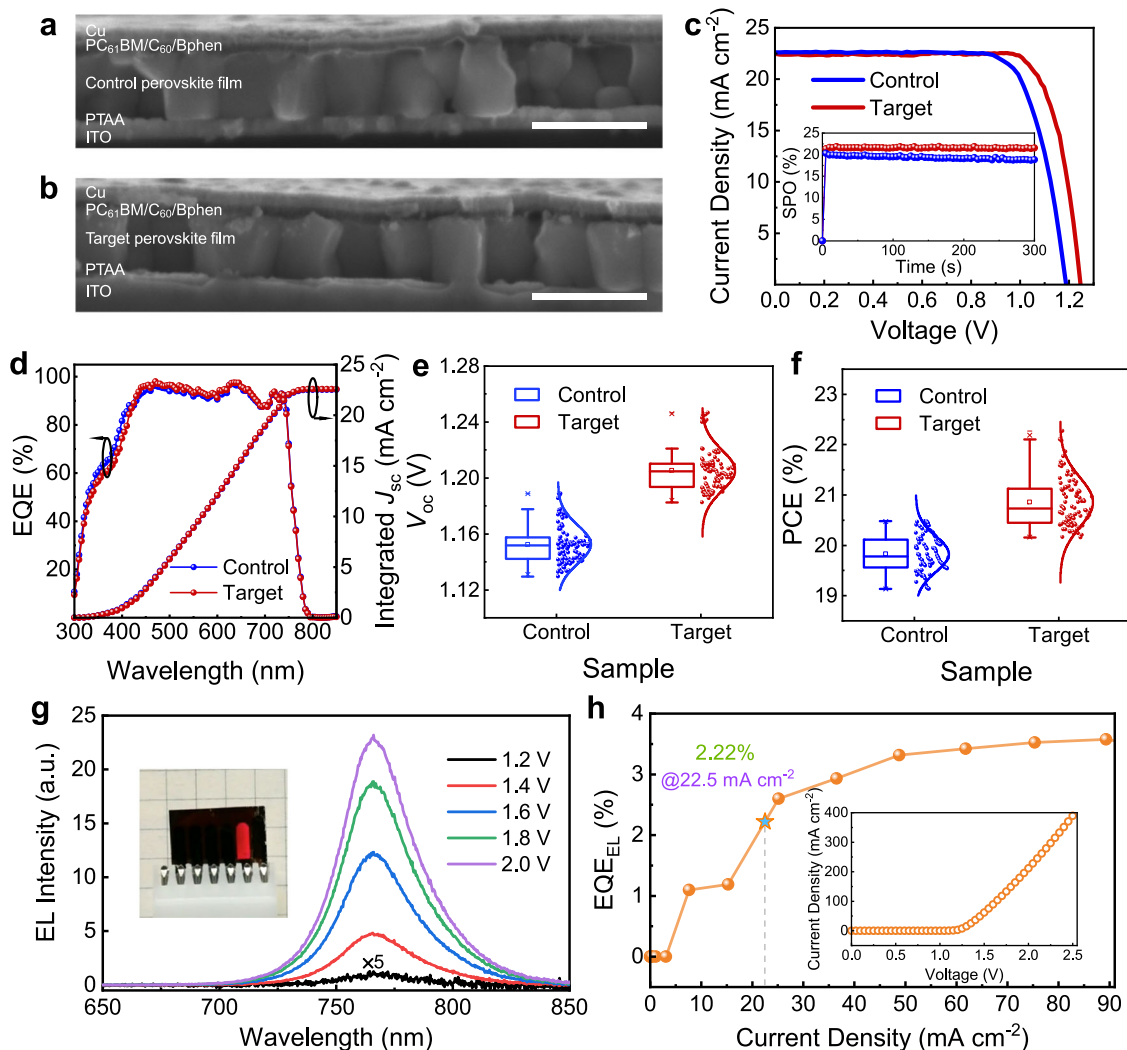 a
Cu
PC₆₁BM/C₆₀/Bphen
Control perovskite film
PTAA
ITO
b
Cu
PC₆₁BM/C₆₀/Bphen
Target perovskite film
PTAA
ITO
c
Current Density (mA cm⁻²)
25
20
15
10
5
0
Control
Target
SPO (%)
25
20
15
10
5
0
0 100 200 300
Time (s)
0.0 0.2 0.4 0.6 0.8 1.0 1.2
Voltage (V)
d
EQE (%)
100
80
60
40
20
Control
Target
25
20
15
10
5
0
Integrated Jsc (mA cm⁻²)
300 400 500 600 700 800
Wavelength (nm)
e
Voc (V)
1.28
1.24
1.20
1.16
1.12
Control
Target
Control Target
Sample
f
PCE (%)
23
22
21
20
19
Control
Target
Control Target
Sample
g
EL Intensity (a.u.)
25
20
15
10
5
0
1.2 V
1.4 V
1.6 V
1.8 V
2.0 V
×5
650 700 750 800 850
Wavelength (nm)
h
EQE_EL (%)
4
3
2
1
0
2.22%
@22.5 mA cm⁻²
Current Density (mA cm⁻²)
400
300
200
100
0
0.0 0.5 1.0 1.5 2.0 2.5
Voltage (V)
0 10 20 30 40 50 60 70 80 90
Current Density (mA cm⁻²)